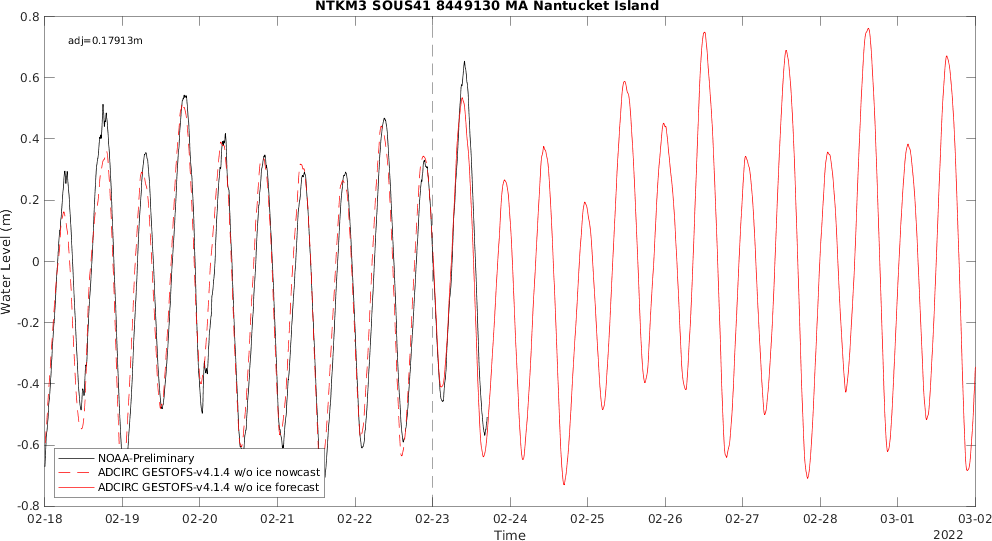 NTKM3 SOUS41 8449130 MA Nantucket Island
adj=0.17913m
Water Level (m)
0.8
0.6
0.4
0.2
0
-0.2
-0.4
-0.6
-0.8
NOAA-Preliminary
ADCIRC GESTOFS-v4.1.4 w/o ice nowcast
ADCIRC GESTOFS-v4.1.4 w/o ice forecast
02-18 02-19 02-20 02-21 02-22 02-23 02-24 02-25 02-26 02-27 02-28 03-01 03-02
Time
2022